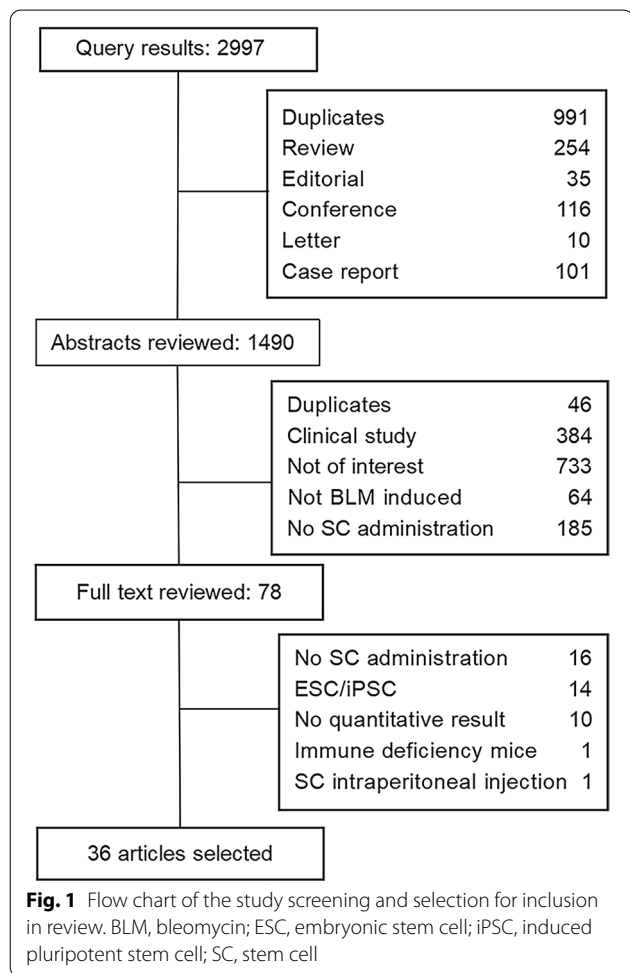 Query results: 2997
Duplicates 991
Review 254
Editorial 35
Conference 116
Letter 10
Case report 101
Abstracts reviewed: 1490
Duplicates 46
Clinical study 384
Not of interest 733
Not BLM induced 64
No SC administration 185
Full text reviewed: 78
No SC administration 16
ESC/iPSC 14
No quantitative result 10
Immune deficiency mice 1
SC intraperitoneal injection 1
36 articles selected
Fig. 1 Flow chart of the study screening and selection for inclusion
in review. BLM, bleomycin; ESC, embryonic stem cell; iPSC, induced
pluripotent stem cell; SC, stem cell